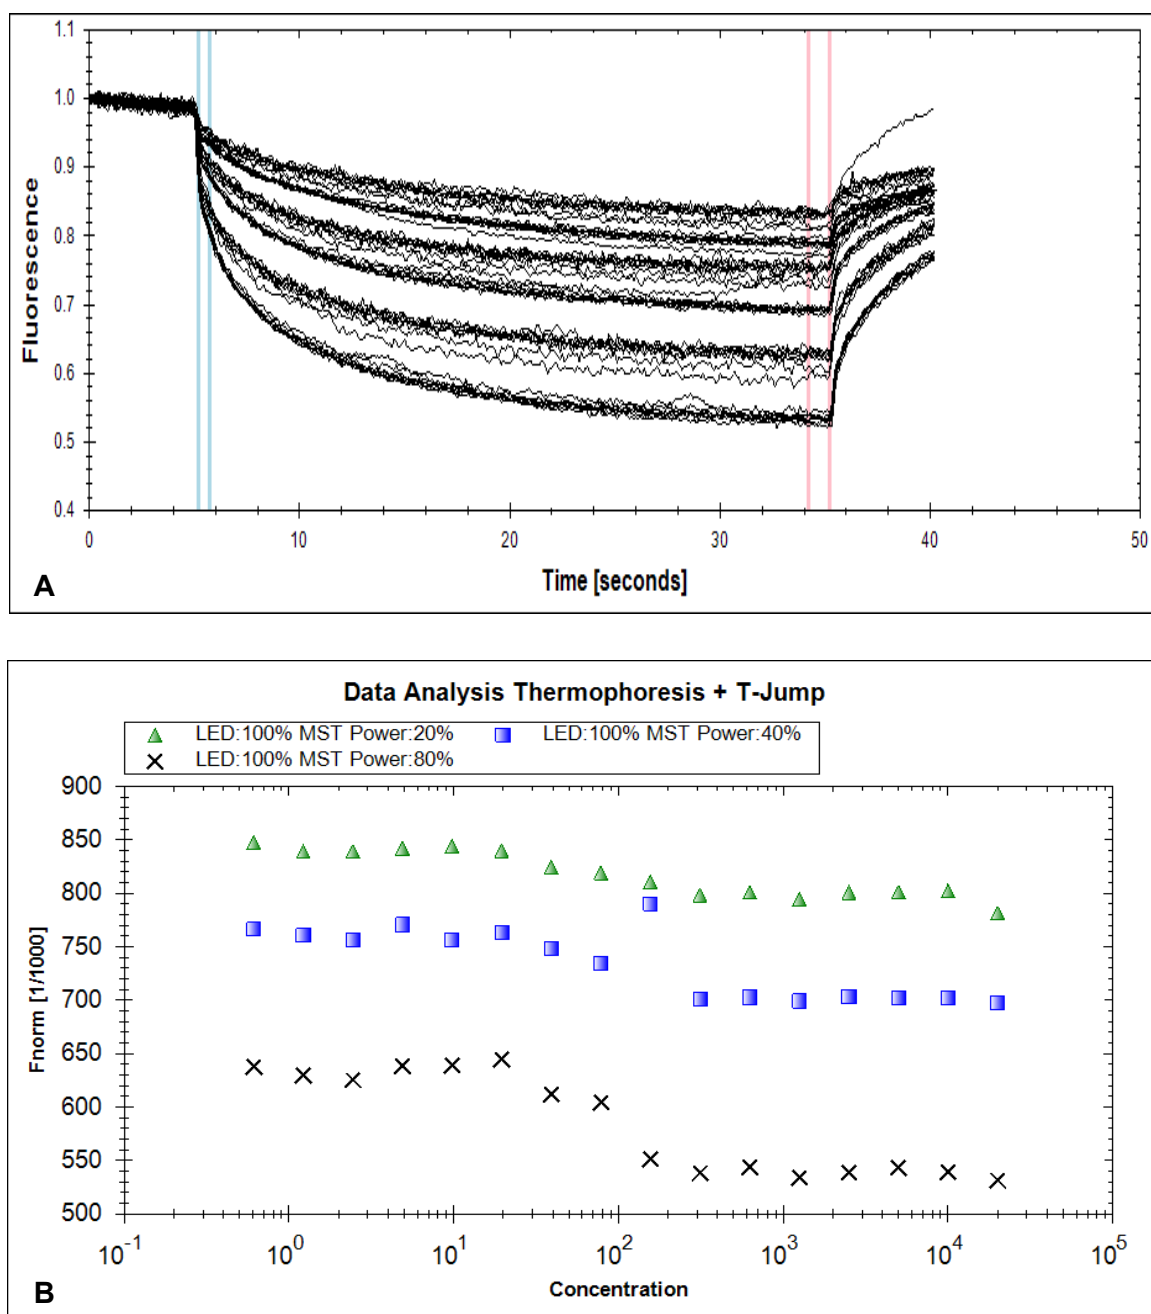 1.1
1.0
0.9
0.8
0.7
0.6
0.5
0.4
Fluorescence
0 10 20 30 40 50
Time [seconds]
A
Data Analysis Thermophoresis + T-Jump
LED:100% MST Power:20% LED:100% MST Power:40%
LED:100% MST Power:80%
900
850
800
750
700
650
600
550
500
Fnorm [1/1000]
10⁻¹ 10⁰ 10¹ 10² 10³ 10⁴ 10⁵
Concentration
B